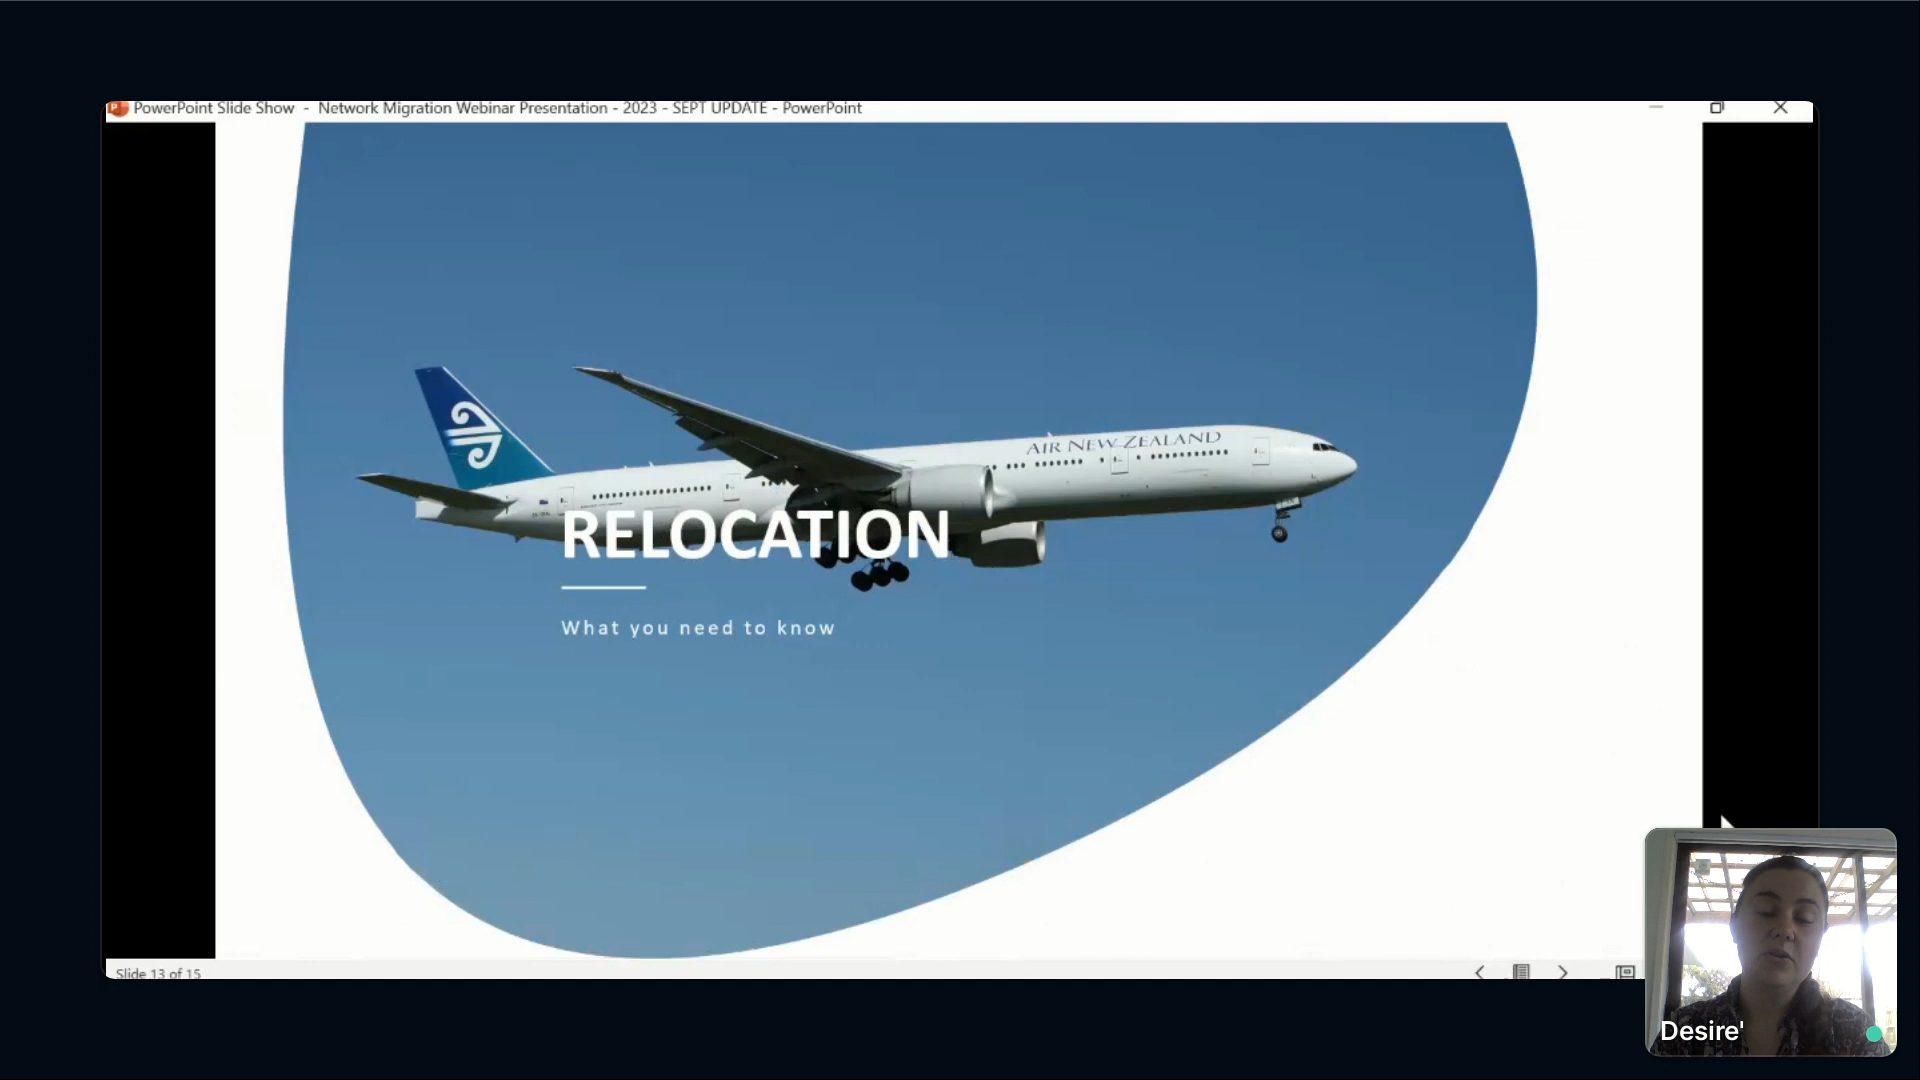 PowerPoint Slide Show - Network Migration Webinar Presentation - 2023 - SEPT UPDATE - PowerPoint
AIR NEW ZEALAND
RELOCATION
What you need to know
Slide 13 of 15
Desire'